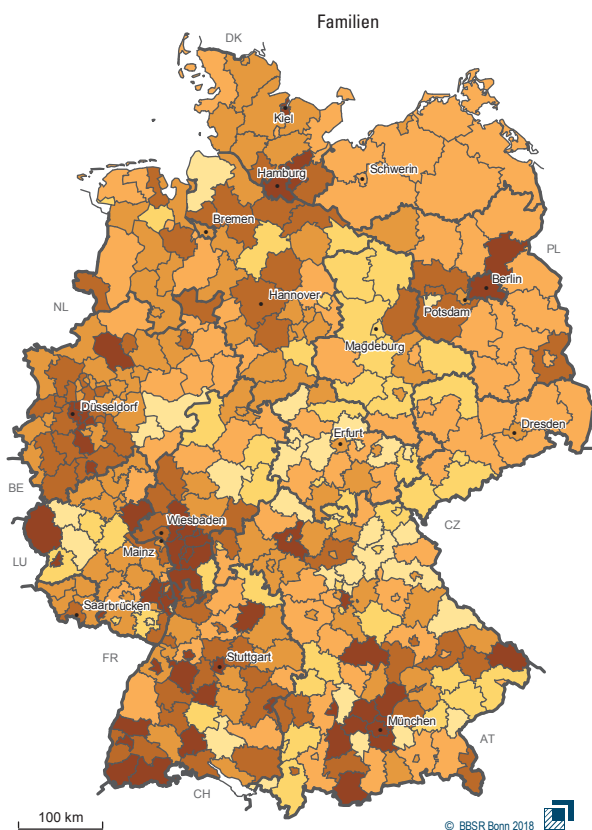 Familien
DK
Kiel
Hamburg
Schwerin
Bremen
PL
Berlin
Hannover
Potsdam
NL
Magdeburg
Düsseldorf
Erfurt
Dresden
BE
Wiesbaden
CZ
Mainz
LU
Saarbrücken
FR
Stuttgart
München
AT
CH
100 km
© BBSR Bonn 2018